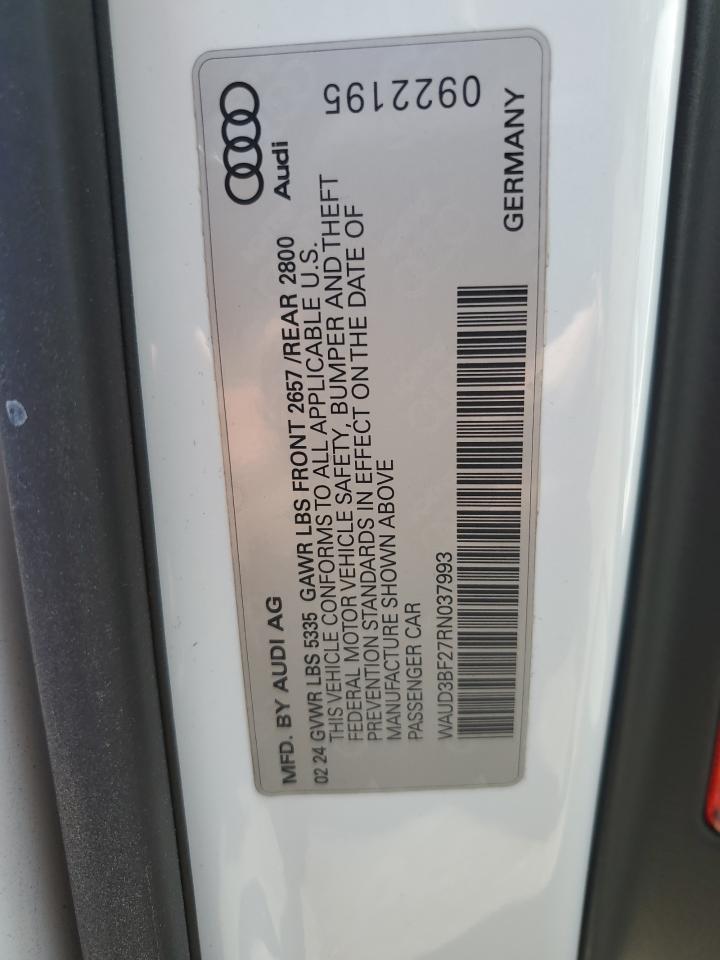 MFD. BY AUDI AG
02 24 GVWR LBS 5335 GAWR LBS FRONT 2657 /REAR 2800
THIS VEHICLE CONFORMS TO ALL APPLICABLE U.S.
FEDERAL MOTOR VEHICLE SAFETY, BUMPER AND THEFT
PREVENTION STANDARDS IN EFFECT ON THE DATE OF
MANUFACTURE SHOWN ABOVE
PASSENGER CAR
WAUD3BF27RN037993
Audi
0922195
GERMANY